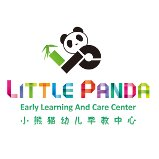 LITTLE PANDA
Early Learning And Care Center
小熊猫幼儿早教中心